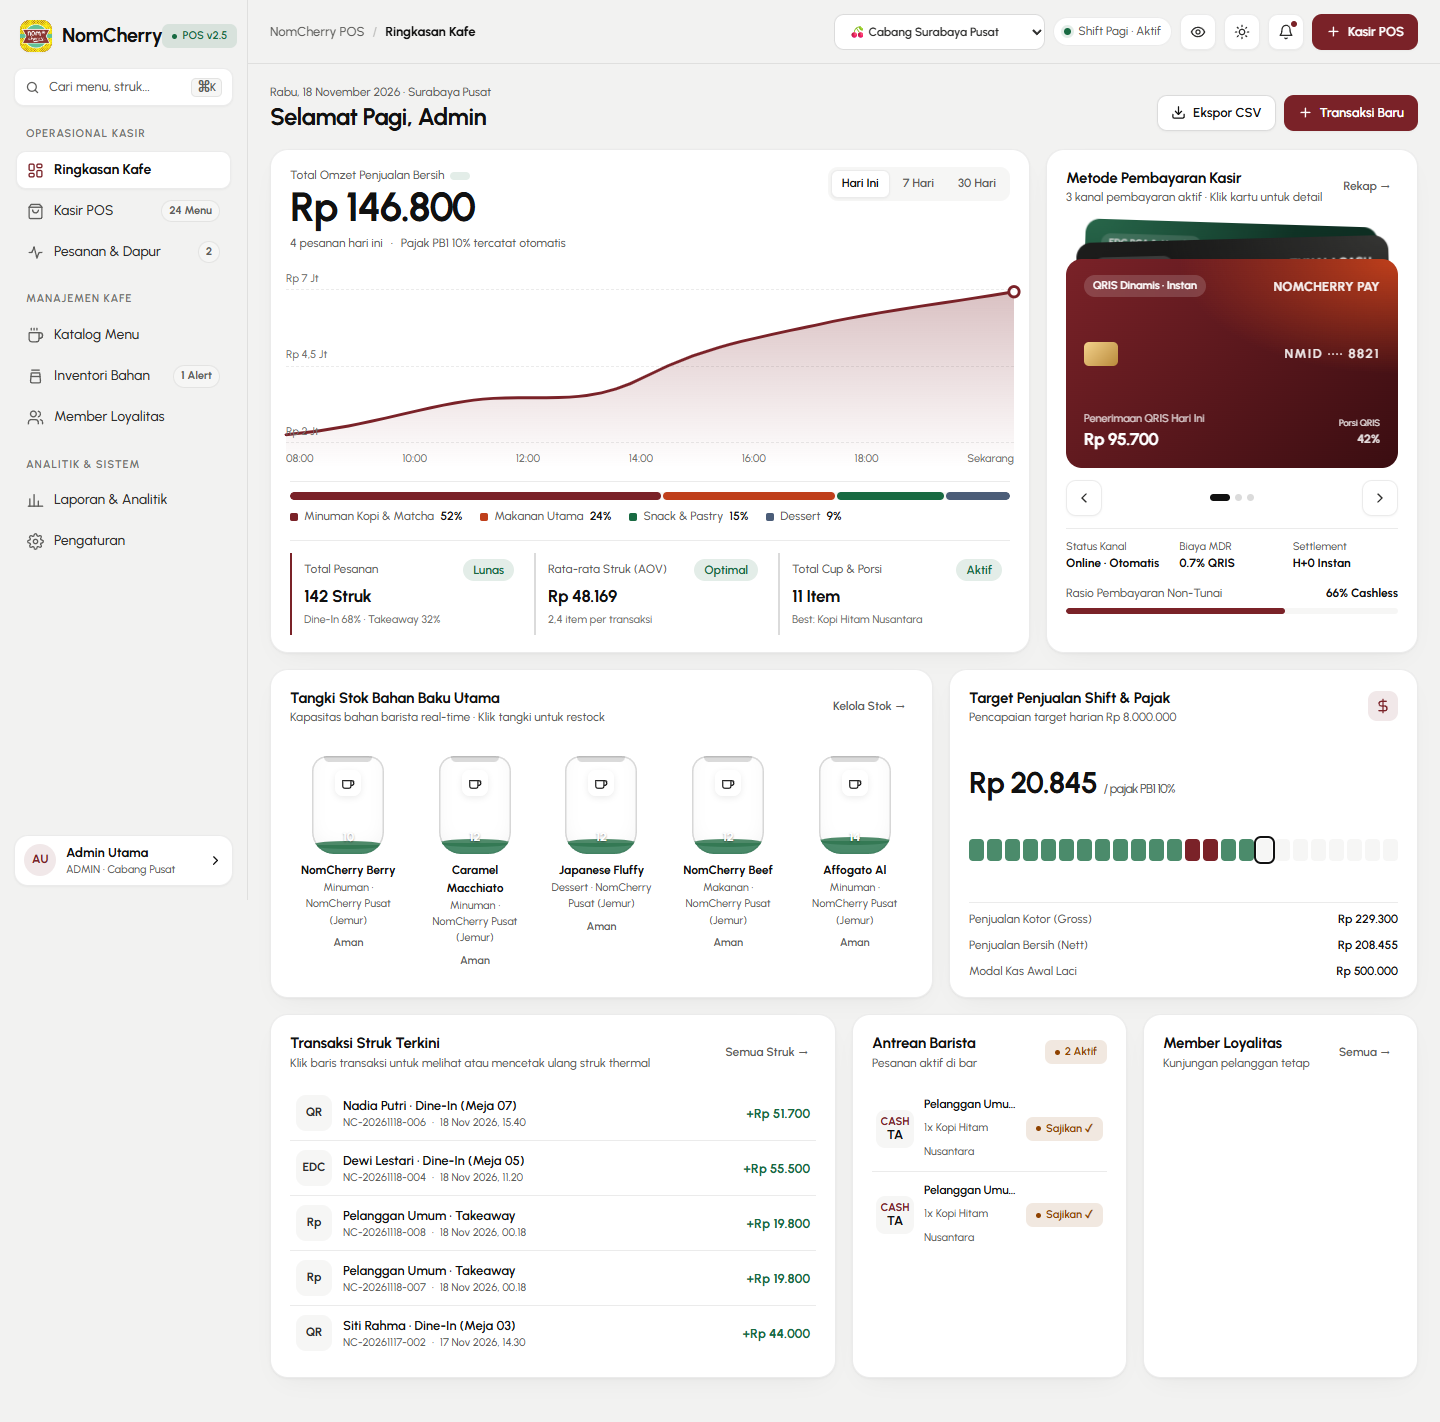 NomCherry
POS v2.5
Cari menu, struk...
⌘K
OPERASIONAL KASIR
Ringkasan Kafe
Kasir POS
24 Menu
Pesanan & Dapur
2
MANAJEMEN KAFE
Katalog Menu
Inventori Bahan
1 Alert
Member Loyalitas
ANALITIK & SISTEM
Laporan & Analitik
Pengaturan
AU
Admin Utama
ADMIN · Cabang Pusat
NomCherry POS / Ringkasan Kafe
Cabang Surabaya Pusat
Shift Pagi · Aktif
Kasir POS
Rabu, 18 November 2026 · Surabaya Pusat
Selamat Pagi, Admin
Ekspor CSV
Transaksi Baru
Total Omzet Penjualan Bersih
Rp 146.800
4 pesanan hari ini · Pajak PB1 10% tercatat otomatis
Hari Ini
7 Hari
30 Hari
Rp 7 Jt
Rp 4,5 Jt
Rp 2 Jt
08:00
10:00
12:00
14:00
16:00
18:00
Sekarang
Minuman Kopi & Matcha 52%
Makanan Utama 24%
Snack & Pastry 15%
Dessert 9%
Total Pesanan
Lunas
142 Struk
Dine-In 68% · Takeaway 32%
Rata-rata Struk (AOV)
Optimal
Rp 48.169
2,4 item per transaksi
Total Cup & Porsi
Aktif
11 Item
Best: Kopi Hitam Nusantara
Metode Pembayaran Kasir
3 kanal pembayaran aktif · Klik kartu untuk detail
Rekap →
QRIS Dinamis · Instan
NOMCHERRY PAY
NMID ···· 8821
Penerimaan QRIS Hari Ini
Rp 95.700
Porsi QRIS
42%
Status Kanal
Online · Otomatis
Biaya MDR
0.7% QRIS
Settlement
H+0 Instan
Rasio Pembayaran Non-Tunai
66% Cashless
Tangki Stok Bahan Baku Utama
Kapasitas bahan barista real-time · Klik tangki untuk restock
Kelola Stok →
NomCherry Berry
Minuman ·
NomCherry Pusat
(Jemur)
Aman
12
Caramel
Macchiato
Minuman ·
NomCherry Pusat
(Jemur)
Aman
12
Japanese Fluffy
Dessert · NomCherry
Pusat (Jemur)
Aman
12
NomCherry Beef
Makanan ·
NomCherry Pusat
(Jemur)
Aman
14
Affogato Al
Minuman ·
NomCherry Pusat
(Jemur)
Aman
Target Penjualan Shift & Pajak
Pencapaian target harian Rp 8.000.000
Rp 20.845 / pajak PB1 10%
Penjualan Kotor (Gross)
Rp 229.300
Penjualan Bersih (Nett)
Rp 208.455
Modal Kas Awal Laci
Rp 500.000
Transaksi Struk Terkini
Klik baris transaksi untuk melihat atau mencetak ulang struk thermal
Semua Struk →
QR
Nadia Putri · Dine-In (Meja 07)
NC-20261118-006 · 18 Nov 2026, 15.40
+Rp 51.700
EDC
Dewi Lestari · Dine-In (Meja 05)
NC-20261118-004 · 18 Nov 2026, 11.20
+Rp 55.500
Rp
Pelanggan Umum · Takeaway
NC-20261118-008 · 18 Nov 2026, 00.18
+Rp 19.800
Rp
Pelanggan Umum · Takeaway
NC-20261118-007 · 18 Nov 2026, 00.18
+Rp 19.800
QR
Siti Rahma · Dine-In (Meja 03)
NC-20261117-002 · 17 Nov 2026, 14.30
+Rp 44.000
Antrean Barista
Pesanan aktif di bar
2 Aktif
CASH
TA
Pelanggan Umu...
1x Kopi Hitam
Nusantara
Sajikan ✓
CASH
TA
Pelanggan Umu...
1x Kopi Hitam
Nusantara
Sajikan ✓
Member Loyalitas
Kunjungan pelanggan tetap
Semua →